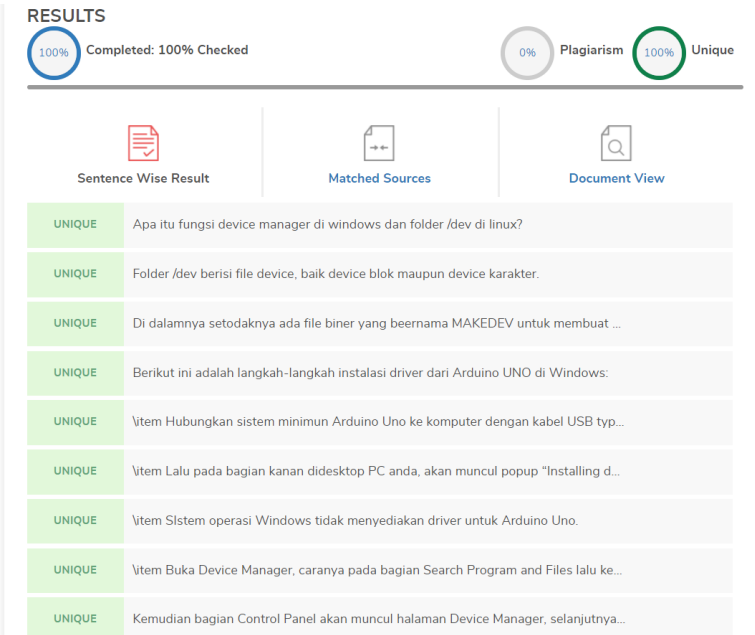 RESULTS
100% Completed: 100% Checked 0% Plagiarism 100% Unique
Sentence Wise Result Matched Sources Document View
UNIQUE Apa itu fungsi device manager di windows dan folder /dev di linux?
UNIQUE Folder /dev berisi file device, baik device blok maupun device karakter.
UNIQUE Di dalamnya setodaknya ada file biner yang beernama MAKEDEV untuk membuat ...
UNIQUE Berikut ini adalah langkah-langkah instalasi driver dari Arduino UNO di Windows:
UNIQUE \item Hubungkan sistem minimun Arduino Uno ke komputer dengan kabel USB typ...
UNIQUE \item Lalu pada bagian kanan didesktop PC anda, akan muncul popup “Installing d...
UNIQUE \item SIstem operasi Windows tidak menyediakan driver untuk Arduino Uno.
UNIQUE \item Buka Device Manager, caranya pada bagian Search Program and Files lalu ke...
UNIQUE Kemudian bagian Control Panel akan muncul halaman Device Manager, selanjutnya...